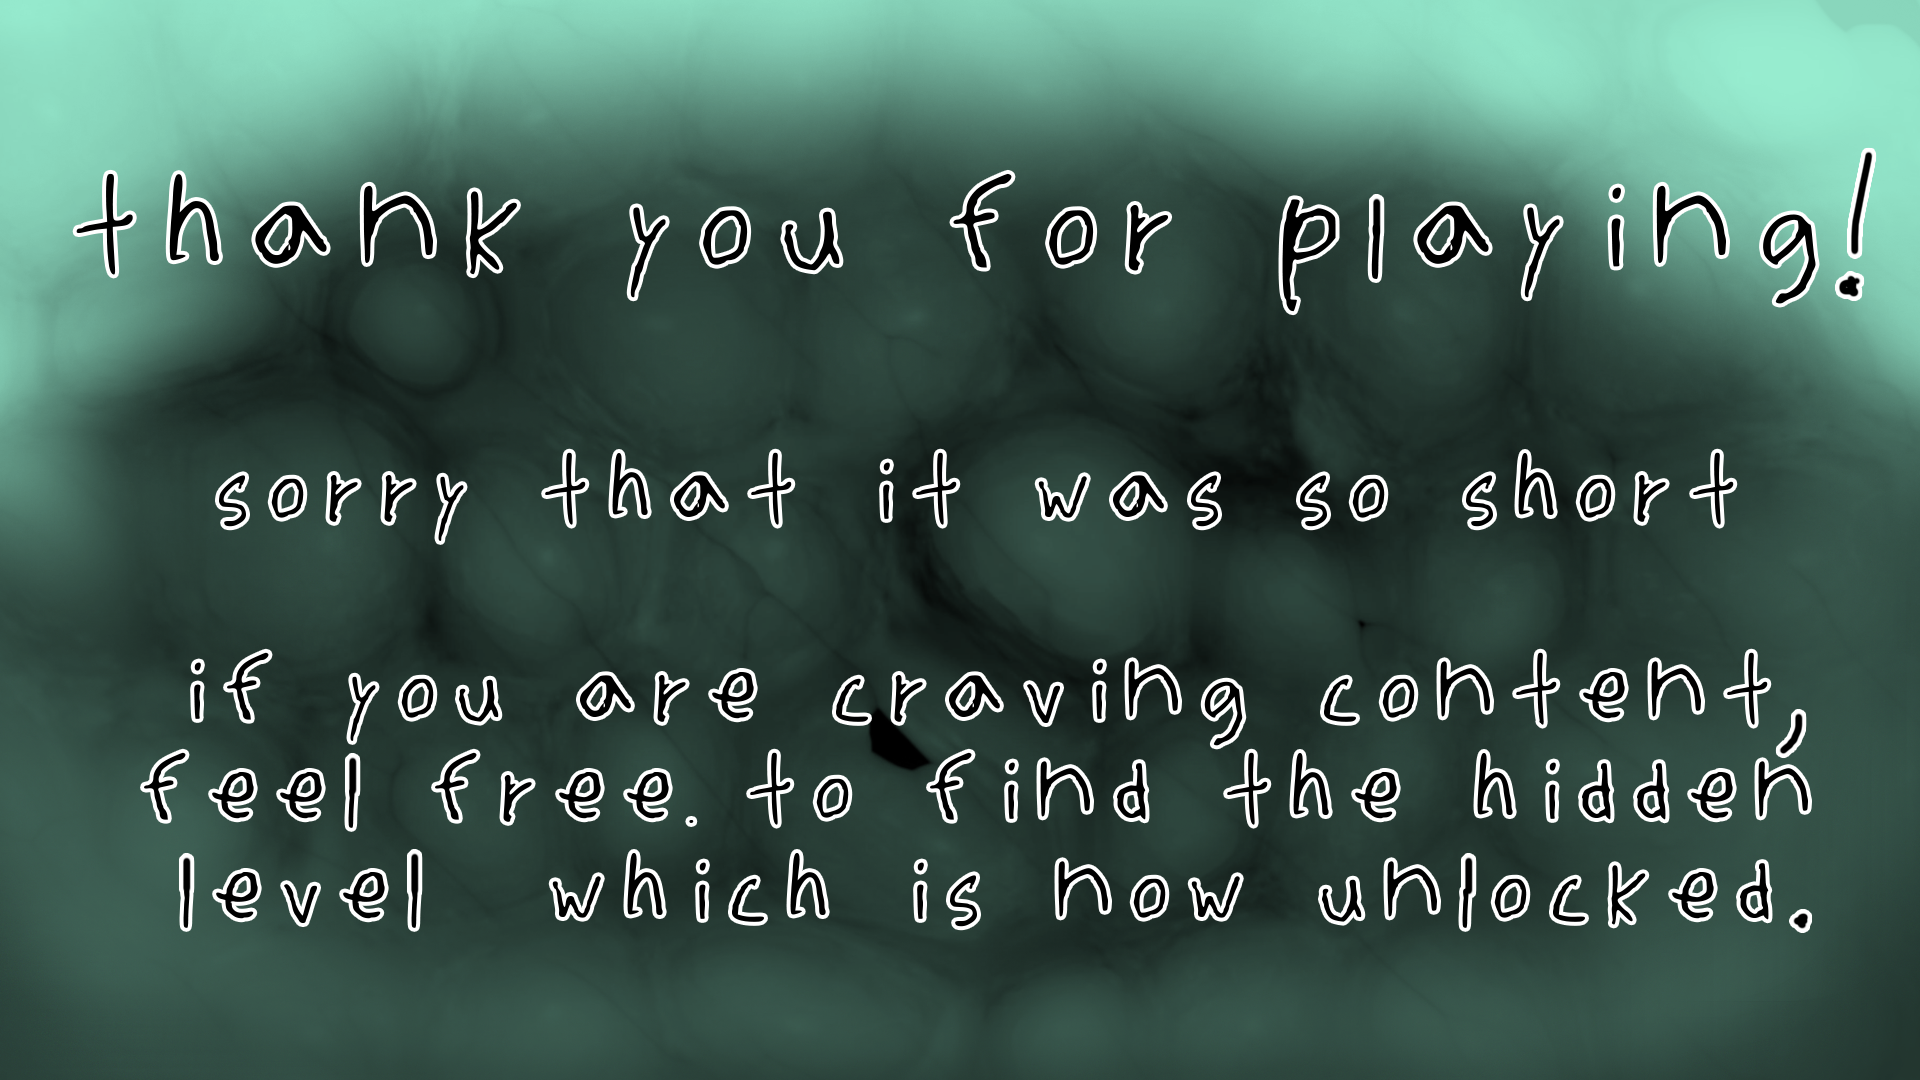 thank you for playing!
sorry that it was so short
if you are craving content,
feel free. to find the hidden
level which is now unlocked.